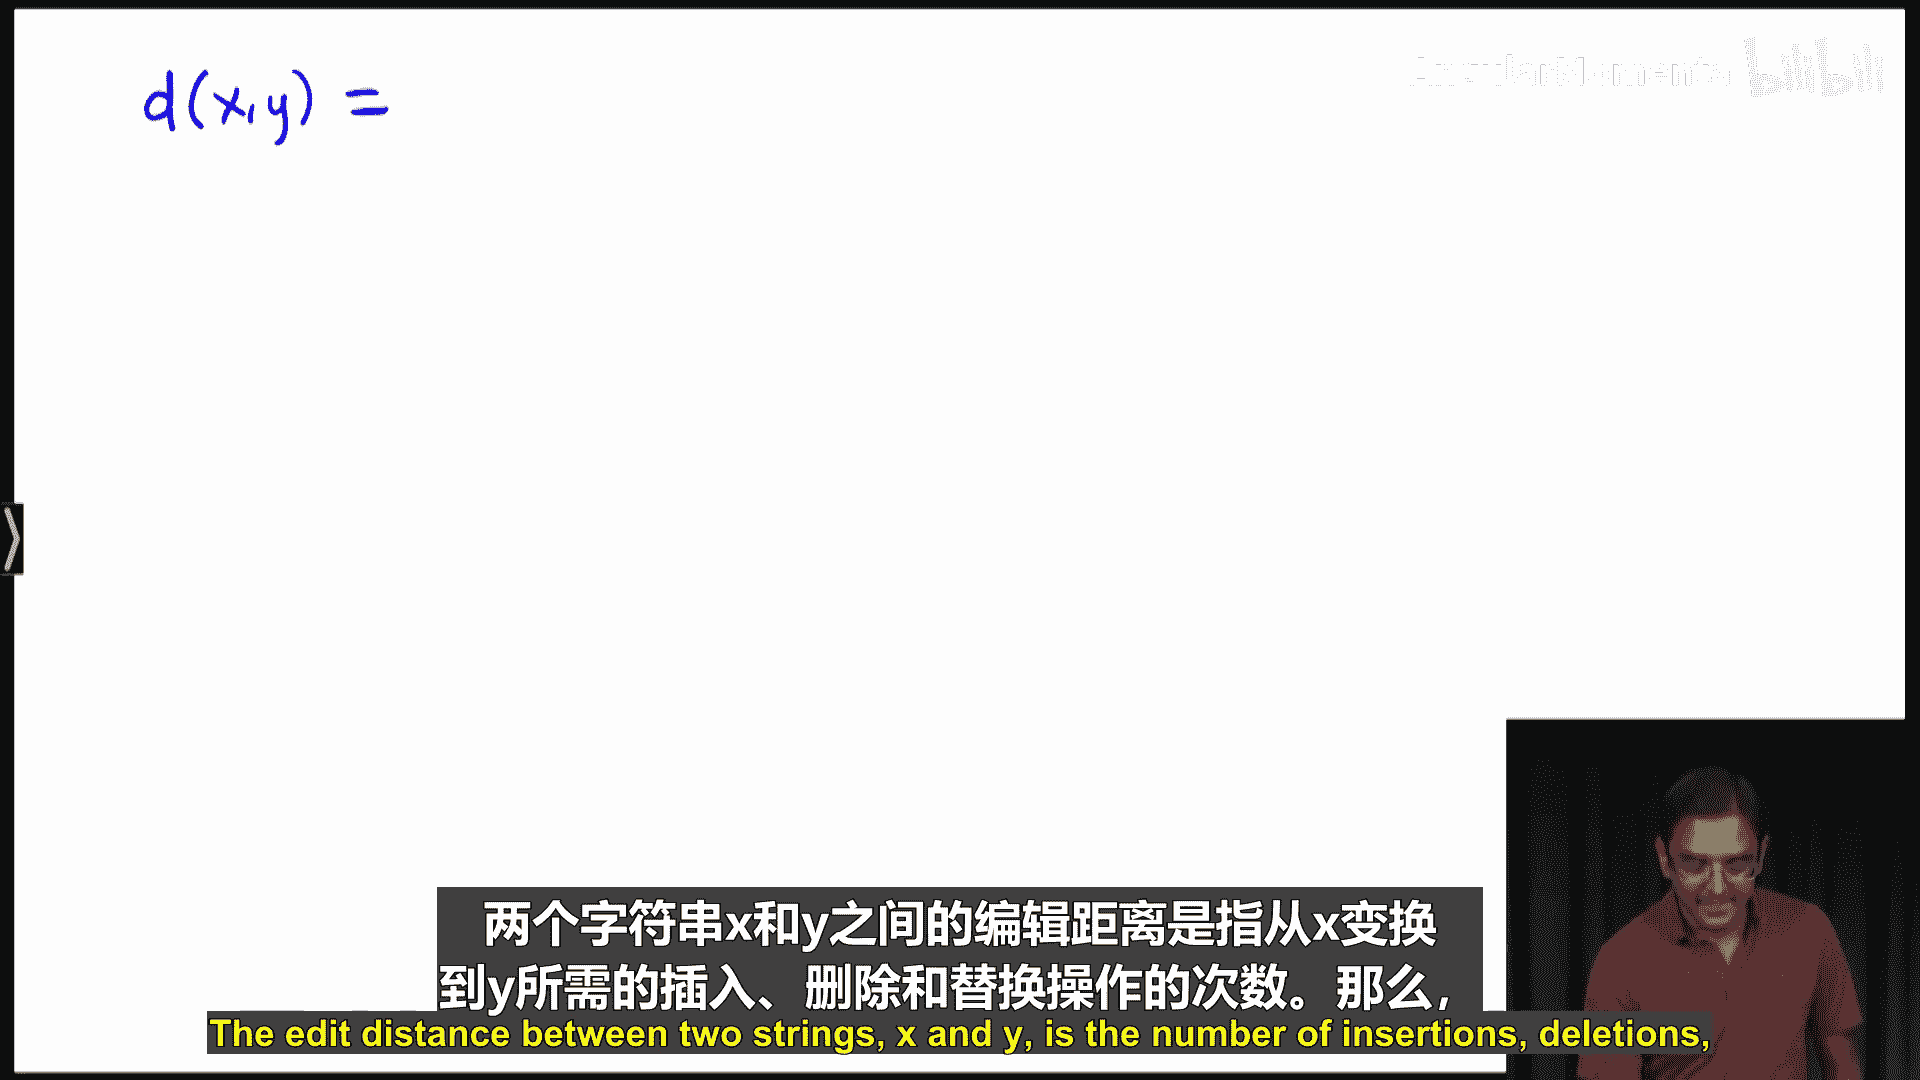 d(x,y) =
bilibili
两个字符串x和y之间的编辑距离是指从x变换
到y所需的插入、删除和替换操作的次数。那么，
The edit distance between two strings, x and y, is the number of insertions, deletions,